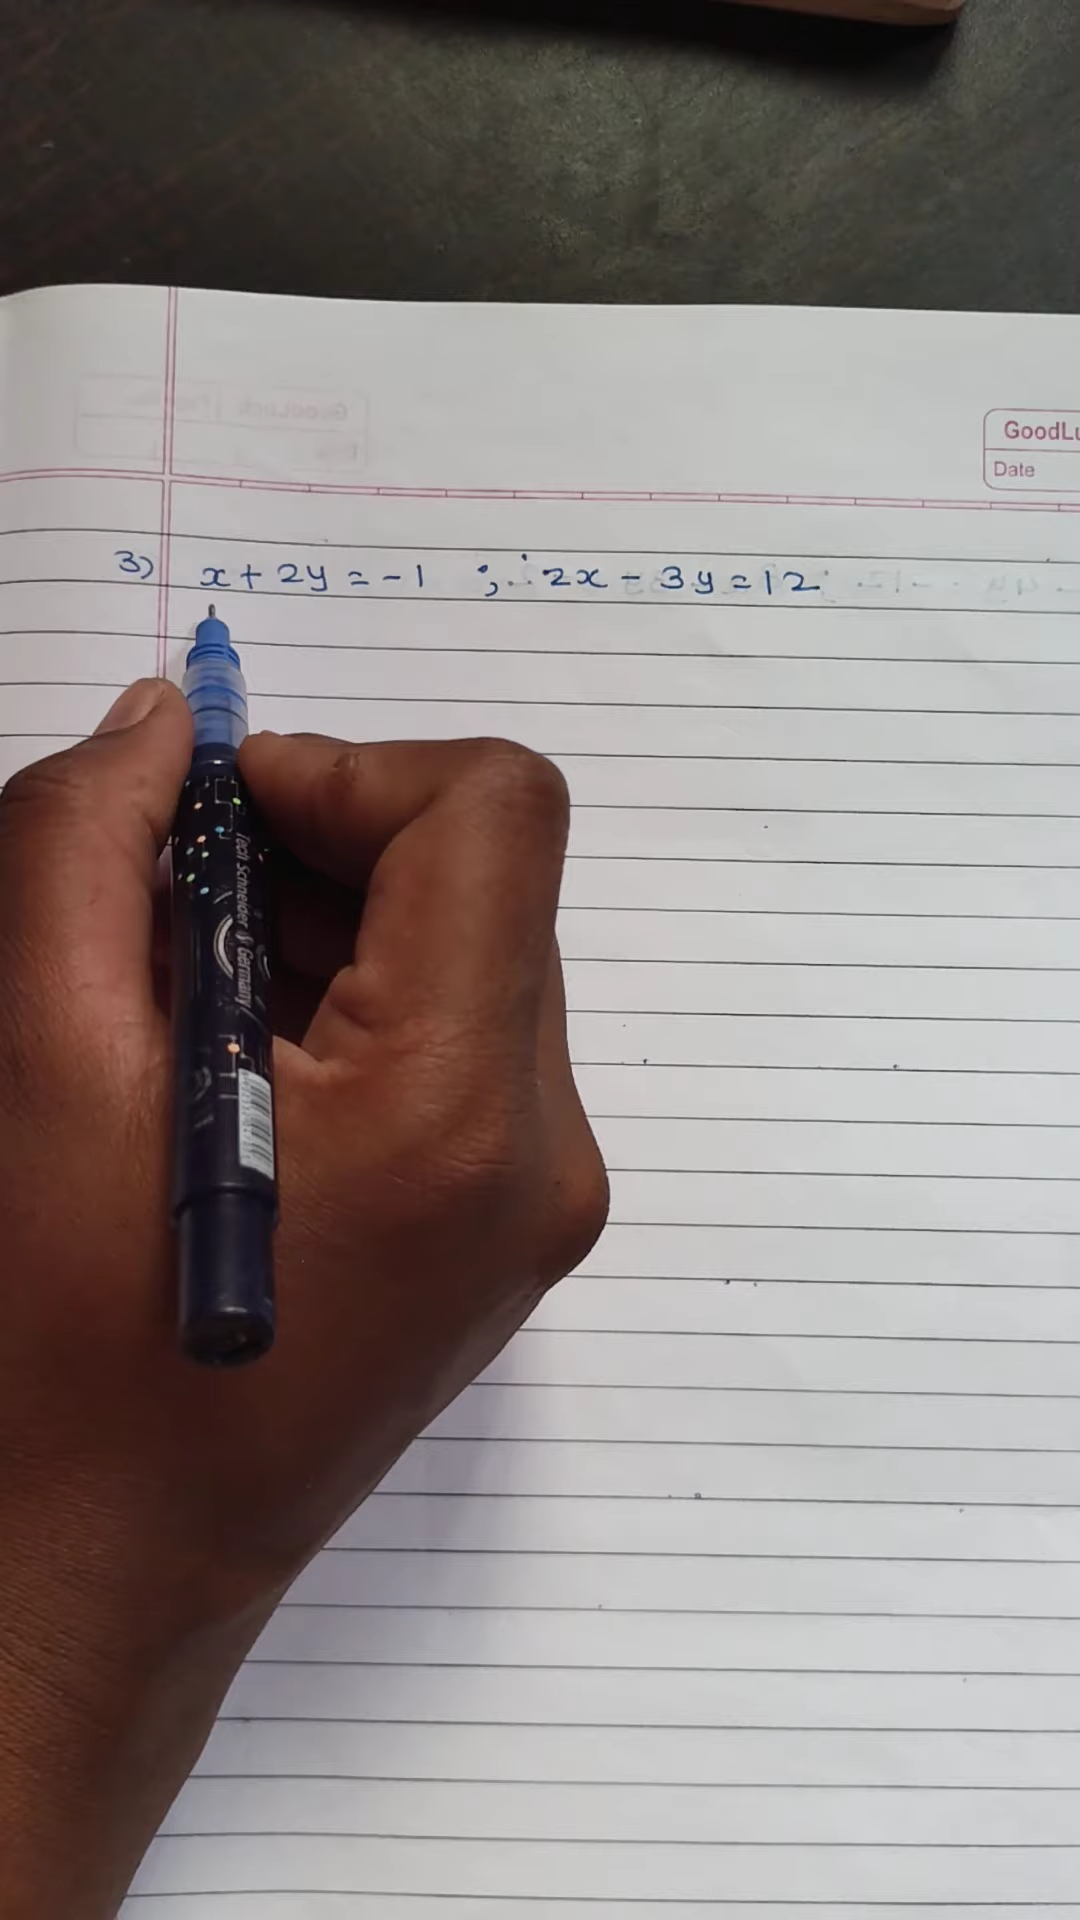 GoodLu
Date
3) x + 2y = -1 ; 2x - 3y = 12
Tech Schneider Germany